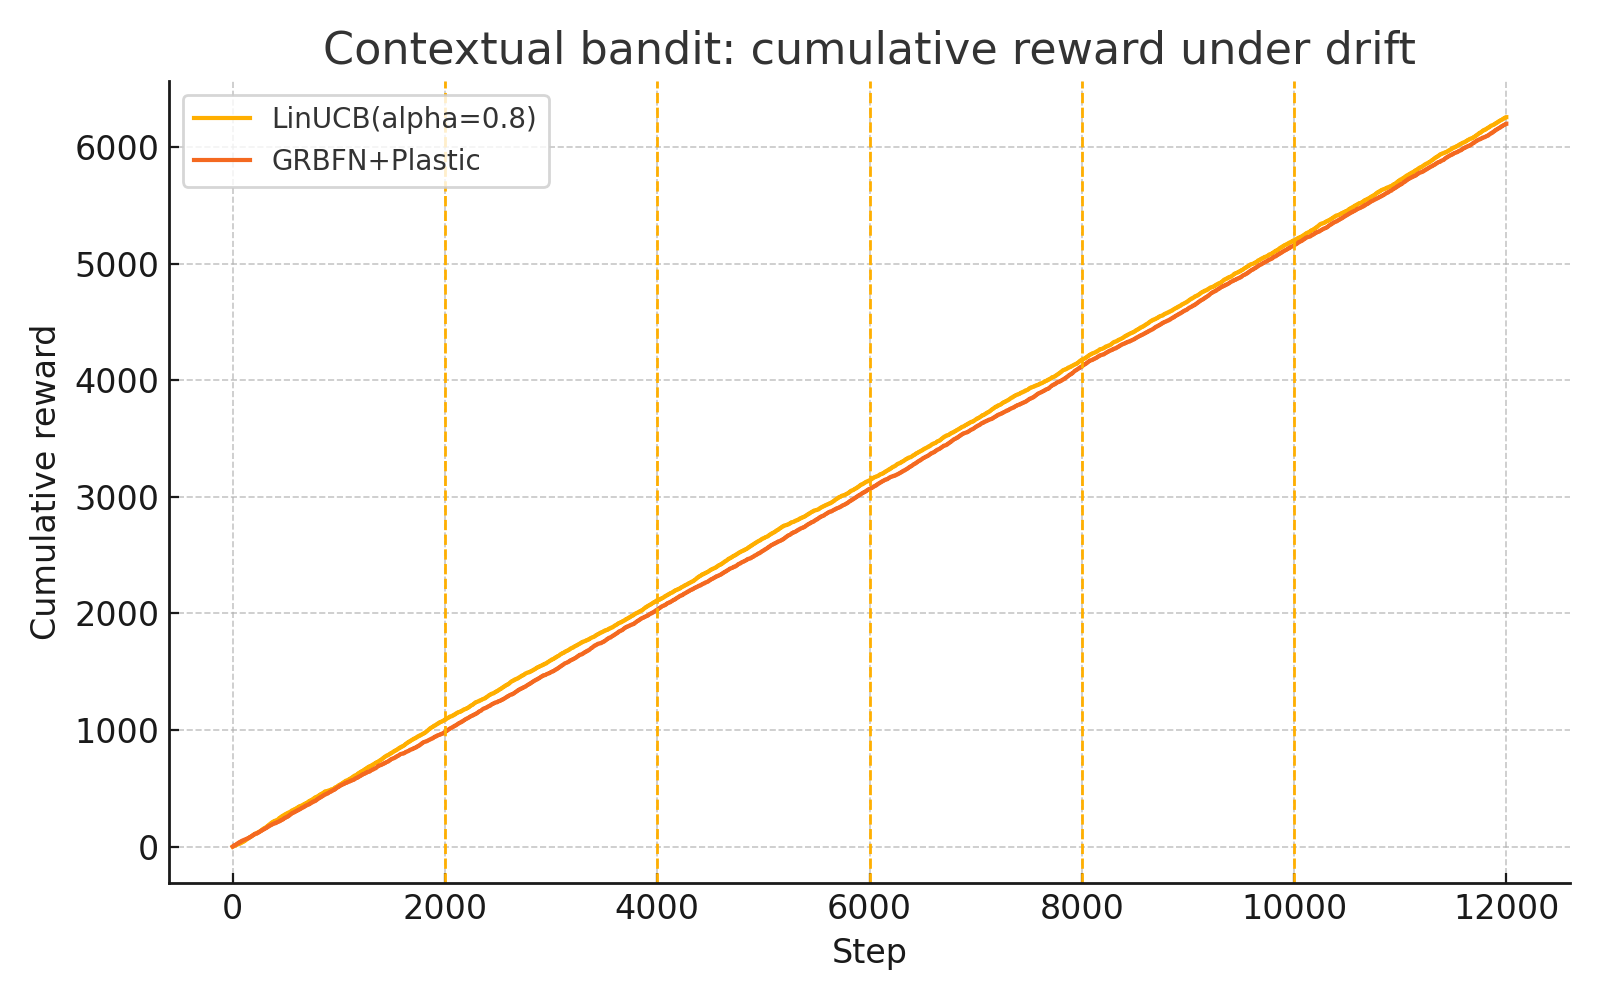 Contextual bandit: cumulative reward under drift
LinUCB(alpha=0.8)
GRBFN+Plastic
Cumulative reward
6000
5000
4000
3000
2000
1000
0
0 2000 4000 6000 8000 10000 12000
Step